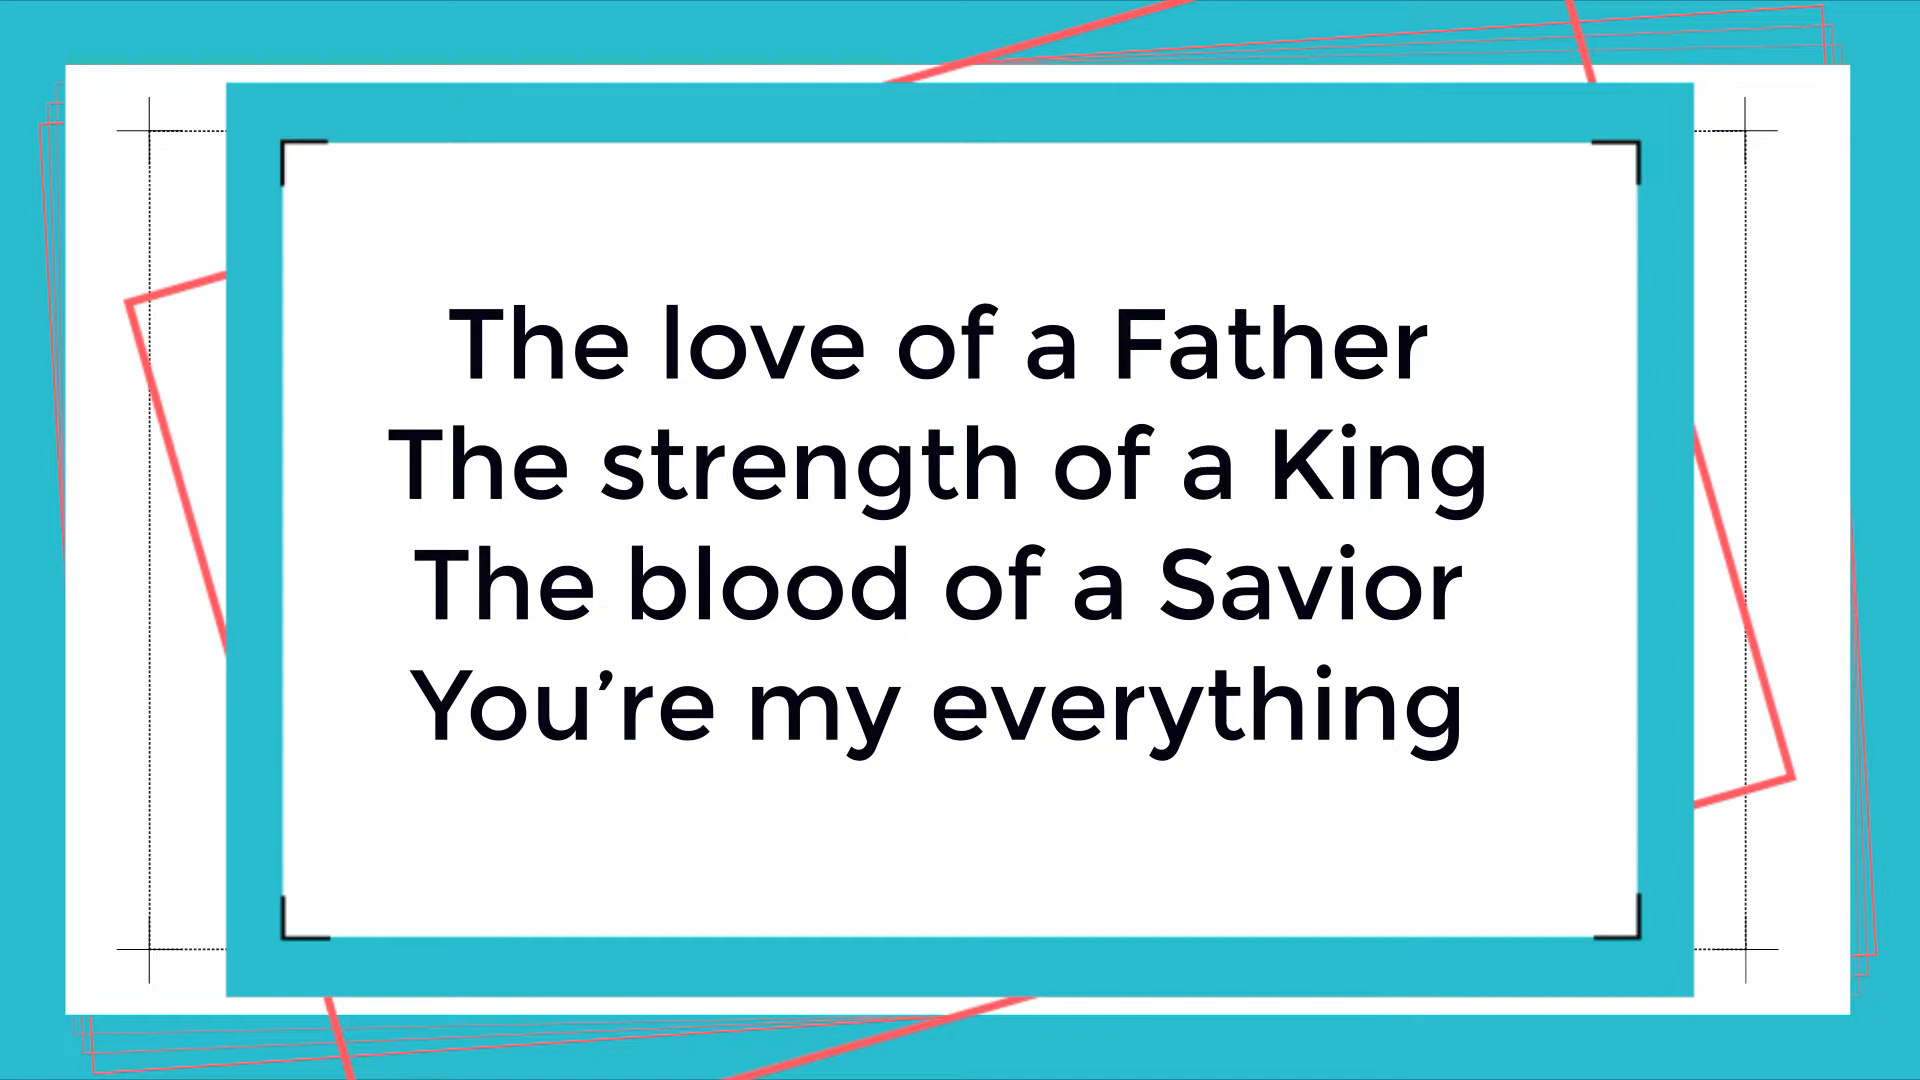 The love of a Father
The strength of a King
The blood of a Savior
You’re my everything